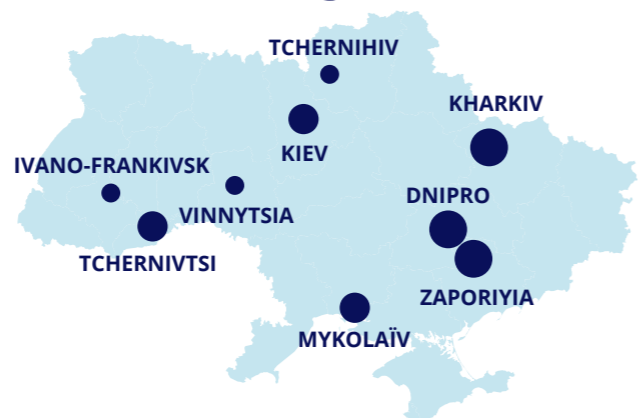 TCHERNIHIV
KHARKIV
KIEV
IVANO-FRANKIVSK
DNIPRO
VINNYTSIA
TCHERNIVTSI
ZAPORIYIA
MYKOLAÏV